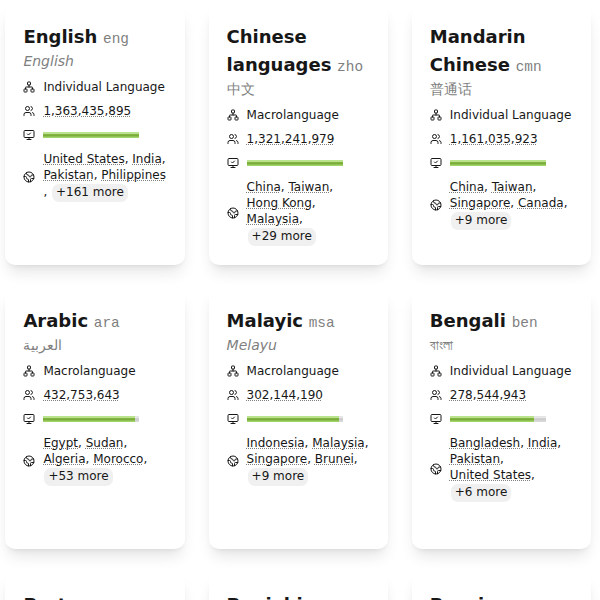 English eng
English
Individual Language
1,363,435,895
United States, India,
Pakistan, Philippines
, +161 more
Chinese
languages zho
中文
Macrolanguage
1,321,241,979
China, Taiwan,
Hong Kong,
Malaysia,
+29 more
Mandarin
Chinese cmn
普通话
Individual Language
1,161,035,923
China, Taiwan,
Singapore, Canada,
+9 more
Arabic ara
العربية
Macrolanguage
432,753,643
Egypt, Sudan,
Algeria, Morocco,
+53 more
Malayic msa
Melayu
Macrolanguage
302,144,190
Indonesia, Malaysia,
Singapore, Brunei,
+9 more
Bengali ben
বাংলা
Individual Language
278,544,943
Bangladesh, India,
Pakistan,
United States,
+6 more